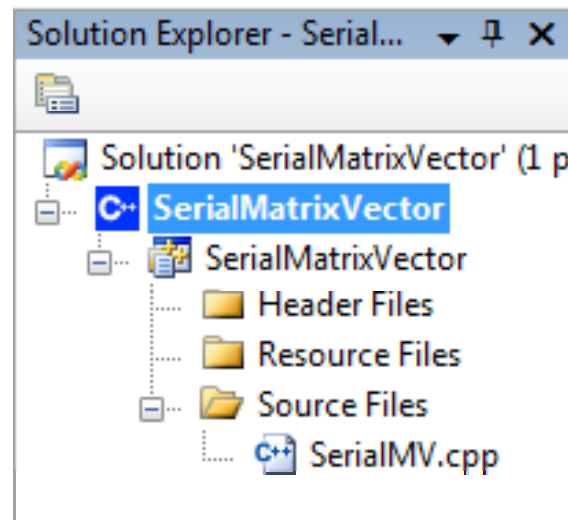 Solution Explorer - Serial...
Solution 'SerialMatrixVector' (1 p
C++ SerialMatrixVector
SerialMatrixVector
Header Files
Resource Files
Source Files
C++ SerialMV.cpp